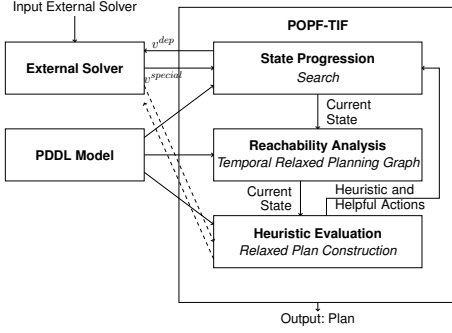 Input External Solver
POPF-TIF
External Solver
v^{dep}
v^{special}
State Progression
Search
Current
State
PDDL Model
Reachability Analysis
Temporal Relaxed Planning Graph
Current
State
Heuristic and
Helpful Actions
Heuristic Evaluation
Relaxed Plan Construction
Output: Plan